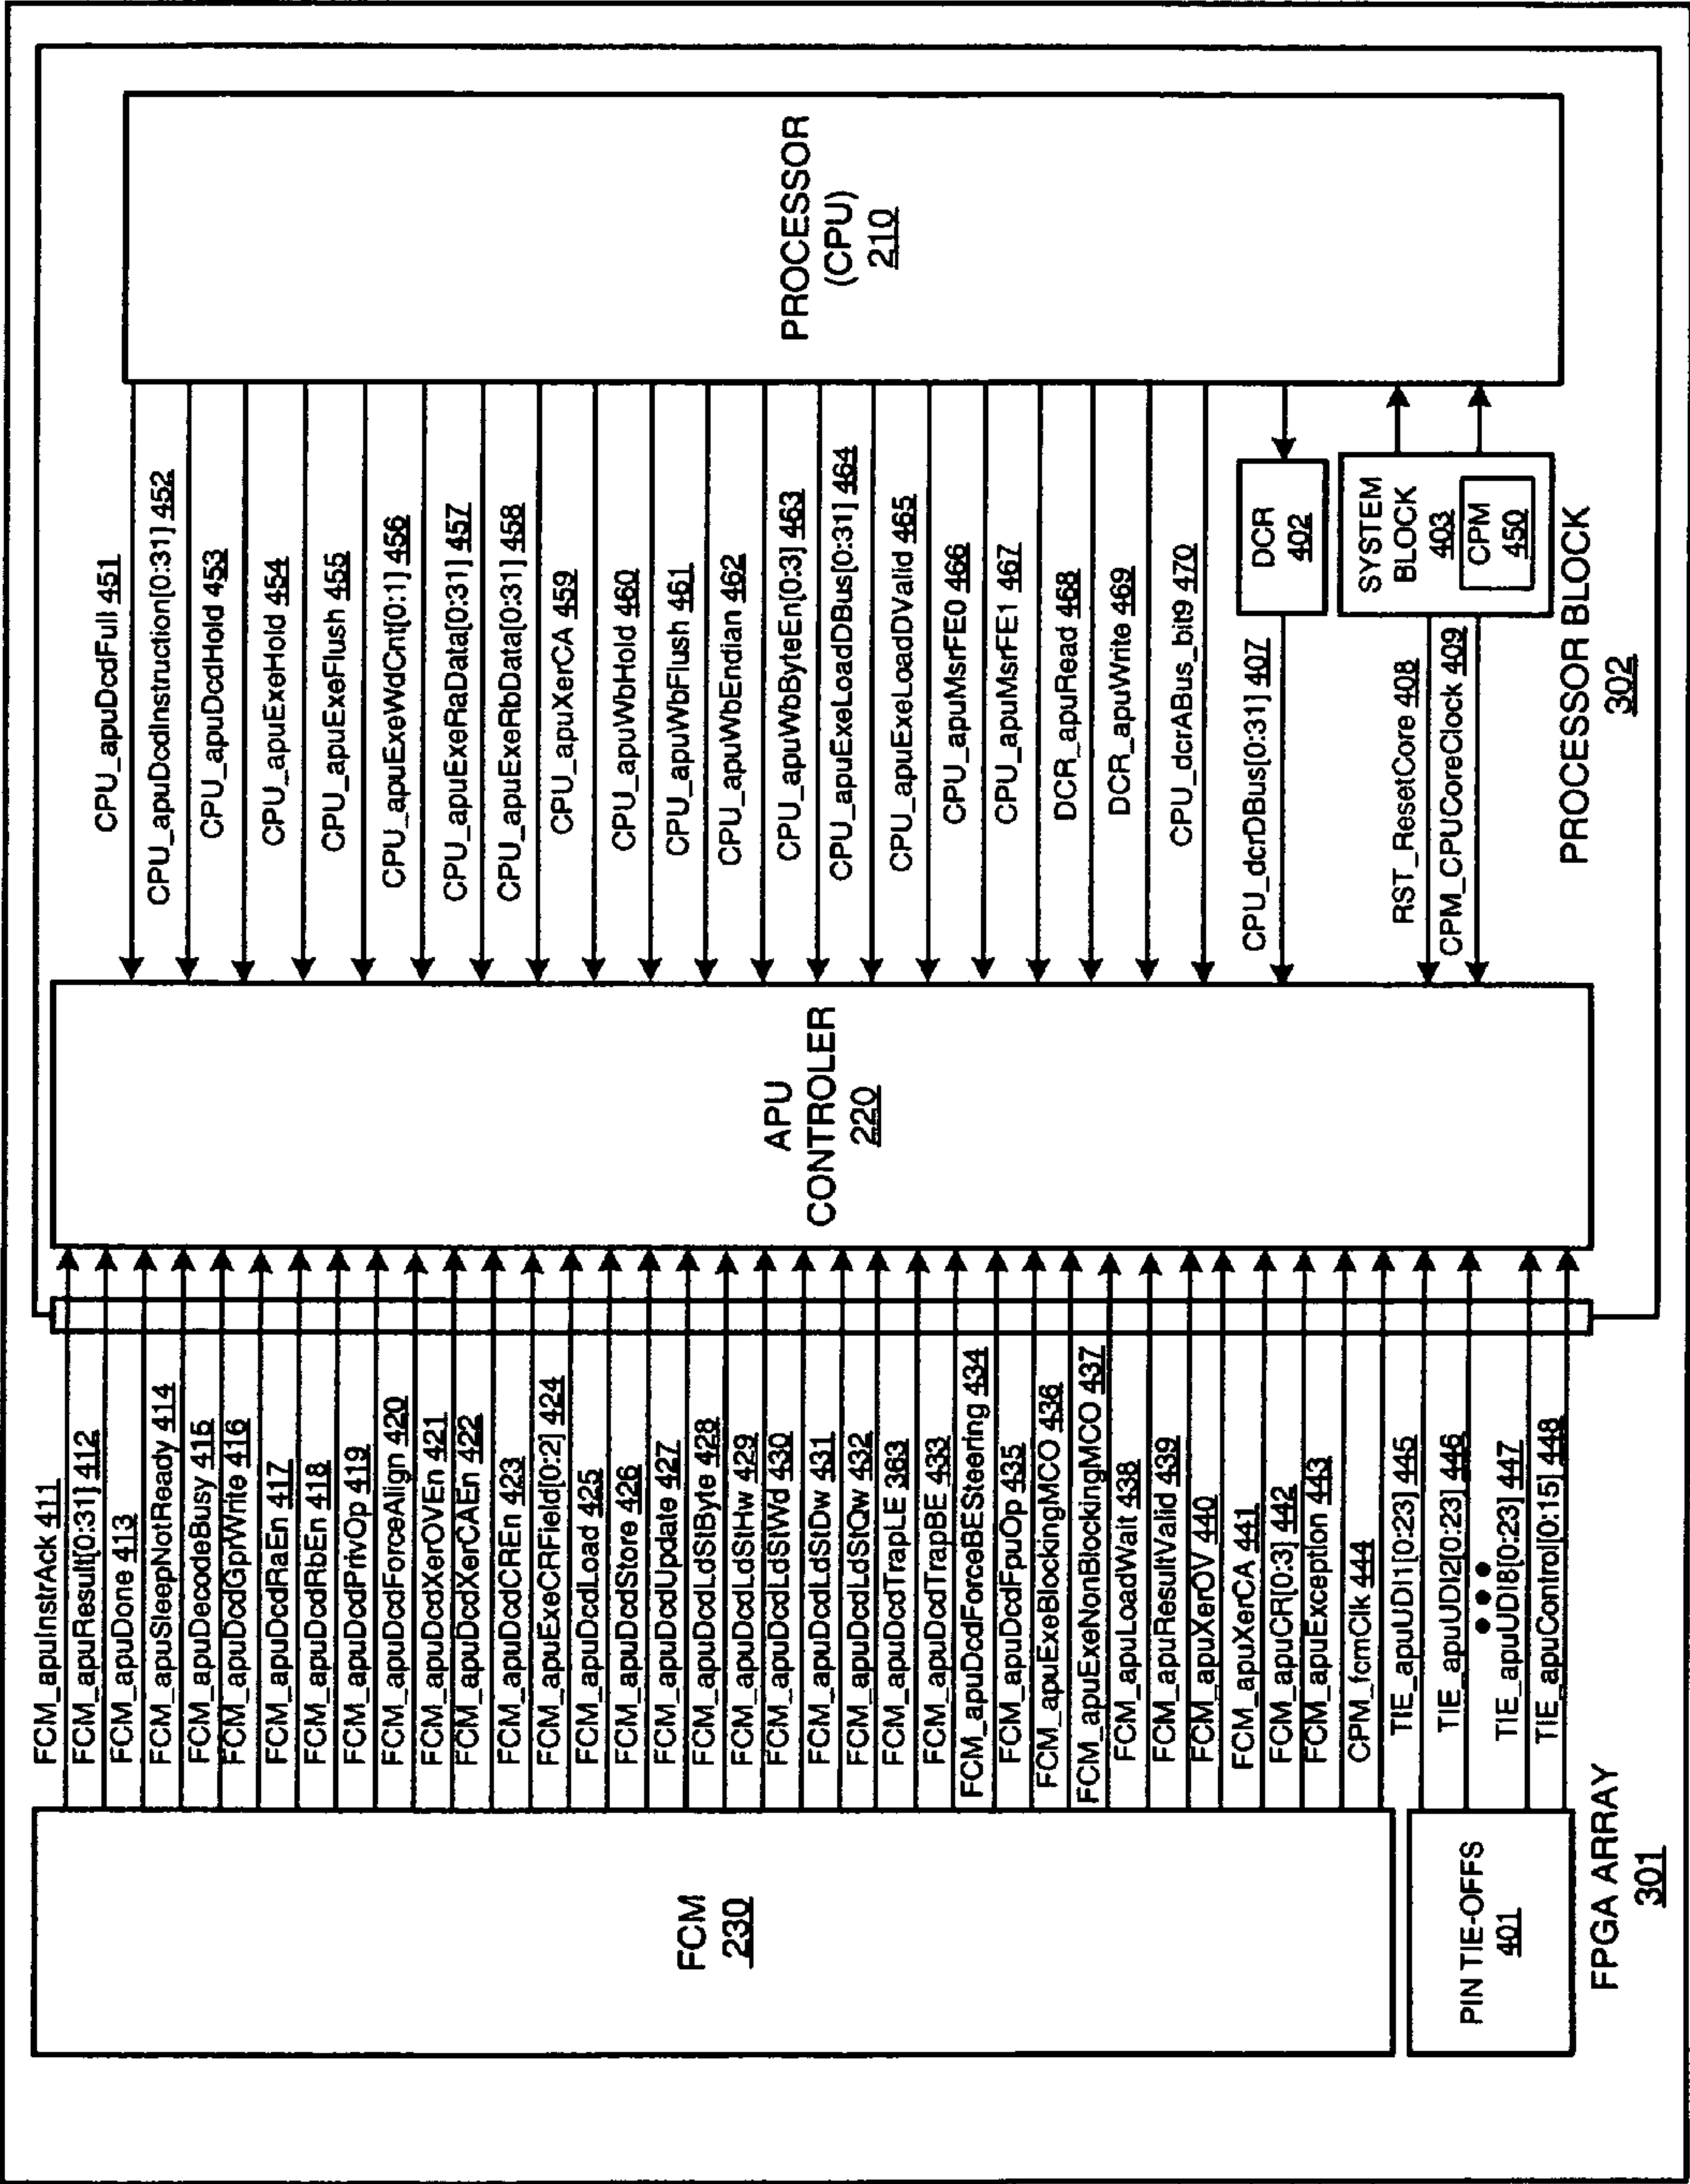 FCM_apuInstrAck 411
FCM_apuResult[0:31] 412
FCM_apuDone 413
FCM_apuSleepNotReady 414
FCM_apuDecodeBusy 415
FCM_apuDcdGprWrite 416
FCM_apuDcdRaEn 417
FCM_apuDcdRbEn 418
FCM_apuDcdPrivOp 419
FCM_apuDcdForceAlign 420
FCM_apuDcdXerOVEn 421
FCM_apuDcdXerCAEn 422
FCM_apuDcdCREn 423
FCM_apuExeCRField[0:2] 424
FCM_apuDcdLoad 425
FCM_apuDcdStore 426
FCM_apuDcdUpdate 427
FCM_apuDcdLdStByte 428
FCM_apuDcdLdStHw 429
FCM_apuDcdLdStWd 430
FCM_apuDcdLdStDw 431
FCM_apuDcdLdStQw 432
FCM_apuDcdTrapLE 363
FCM_apuDcdTrapBE 433
FCM_apuDcdForceBESteering 434
FCM_apuDcdFpuOp 435
FCM_apuExeBlockingMCO 436
FCM_apuExeNonBlockingMCO 437
FCM_apuLoadWait 438
FCM_apuResultValid 439
FCM_apuXerOV 440
FCM_apuXerCA 441
FCM_apuCR[0:3] 442
FCM_apuException 443
CPM_fcmClk 444
TIE_apuUDI1[0:23] 445
TIE_apuUDI2[0:23] 446
TIE_apuUDI8[0:23] 447
TIE_apuControl[0:15] 448
FCM
230
PIN TIE-OFFS
401
FPGA ARRAY
301
APU
CONTROLLER
220
CPU_apuDcdFull 451
CPU_apuDcdInstruction[0:31] 452
CPU_apuDcdHold 453
CPU_apuExeHold 454
CPU_apuExeFlush 455
CPU_apuExeWdCnt[0:1] 456
CPU_apuExeRaData[0:31] 457
CPU_apuExeRbData[0:31] 458
CPU_apuXerCA 459
CPU_apuWbHold 460
CPU_apuWbFlush 461
CPU_apuWbEndian 462
CPU_apuWbByteEn[0:3] 463
CPU_apuExeLoadDBus[0:31] 464
CPU_apuExeLoadDValid 465
CPU_apuMsrFE0 466
CPU_apuMsrFE1 467
DCR_apuRead 468
DCR_apuWrite 469
CPU_dcrABus_bit9 470
CPU_dcrDBus[0:31] 407
RST_ResetCore 408
CPM_CPUCoreClock 409
DCR
402
SYSTEM
BLOCK
403
CPM
450
PROCESSOR
(CPU)
210
PROCESSOR BLOCK
302